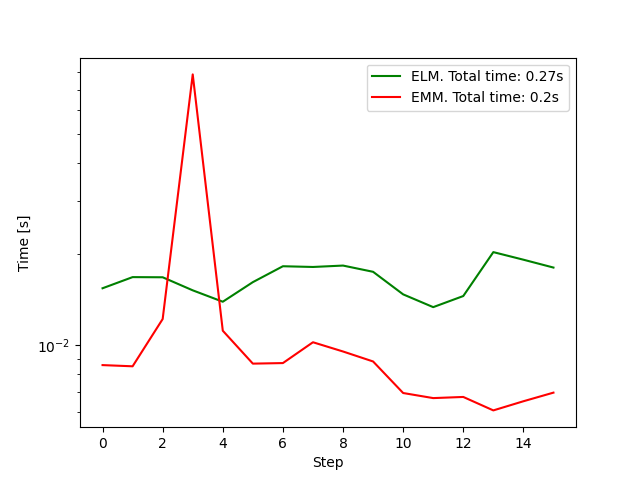 ELM. Total time: 0.27s
EMM. Total time: 0.2s
Time [s]
10⁻²
0 2 4 6 8 10 12 14
Step